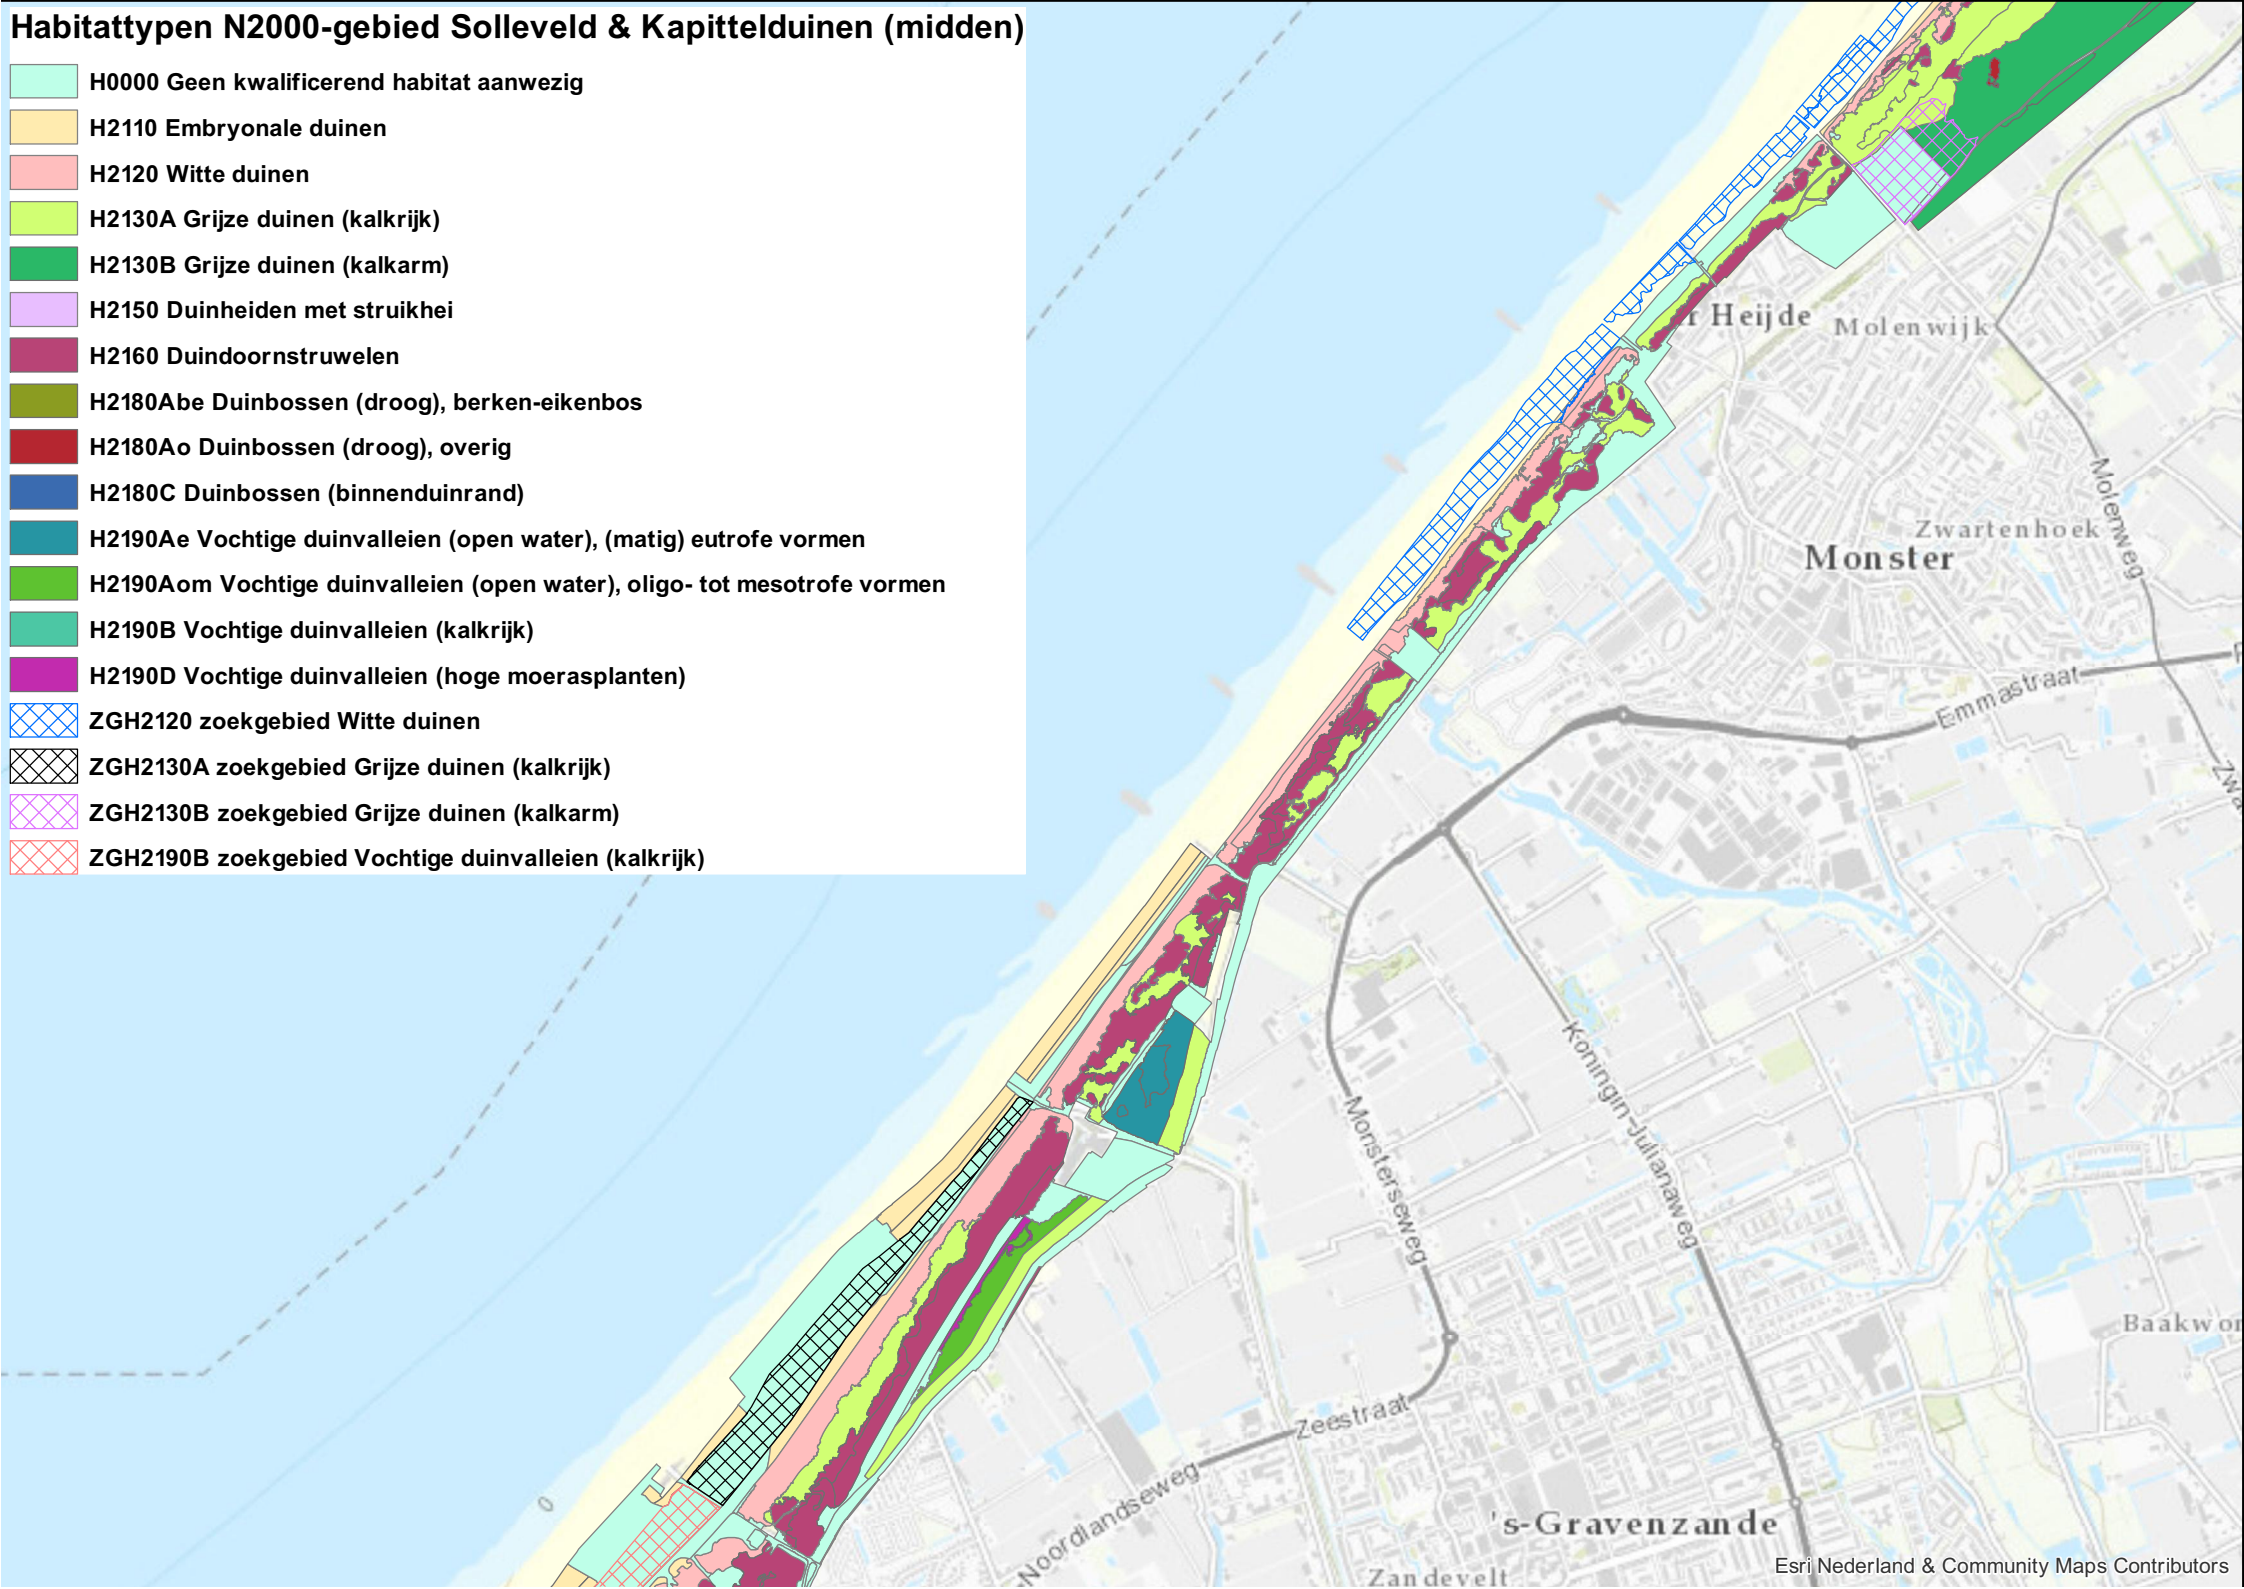 Habitattypen N2000-gebied Solleveld & Kapittelduinen (midden)
H0000 Geen kwalificerend habitat aanwezig
H2110 Embryonale duinen
H2120 Witte duinen
H2130A Grijze duinen (kalkrijk)
H2130B Grijze duinen (kalkarm)
H2150 Duinheiden met struikhei
H2160 Duindoornstruwelen
H2180Abe Duinbossen (droog), berken-eikenbos
H2180Ao Duinbossen (droog), overig
H2180C Duinbossen (binnenduinrand)
H2190Ae Vochtige duinvalleien (open water), (matig) eutrofe vormen
H2190Aom Vochtige duinvalleien (open water), oligo- tot mesotrofe vormen
H2190B Vochtige duinvalleien (kalkrijk)
H2190D Vochtige duinvalleien (hoge moerasplanten)
ZGH2120 zoekgebied Witte duinen
ZGH2130A zoekgebied Grijze duinen (kalkrijk)
ZGH2130B zoekgebied Grijze duinen (kalkarm)
ZGH2190B zoekgebied Vochtige duinvalleien (kalkrijk)
r Heijde
Molenwijk
Molenweg
Zwartenhoek
Monster
Emmastraat
Zwa
Koningin-Julianaweg
Monsterseweg
Baakwor
Zeestraat
Noordlandseweg
0
's-Gravenzande
Zandevelt
Esri Nederland & Community Maps Contributors